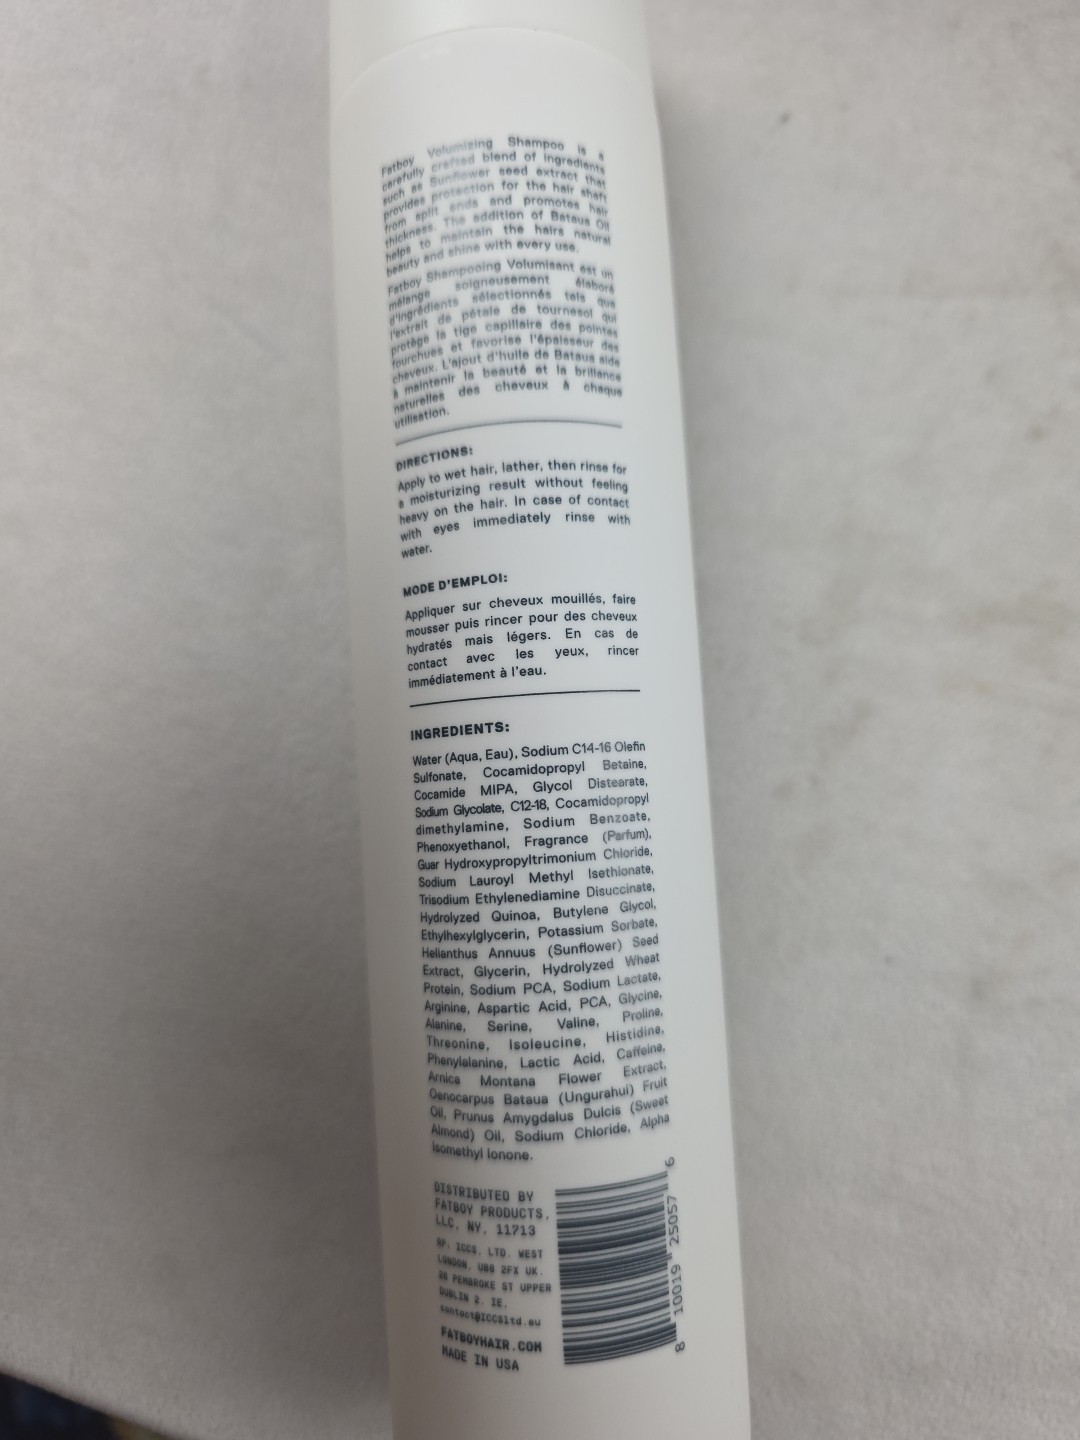 Fatboy Volumizing Shampoo is a
carefully crafted blend of ingredients
such as Sunflower seed extract that
provides protection for the hair shaft
from split ends and promotes hair
thickness. The addition of Bataua Oil
helps to maintain the hairs natural
beauty and shine with every use.
Fatboy Shampooing Volumisant est un
mélange soigneusement élaboré
d'ingrédients sélectionnés tels que
l'extrait de pétale de tournesol qui
protège la tige capillaire des pointes
fourchues et favorise l'épaisseur des
cheveux. L'ajout d'huile de Bataua aide
à maintenir la beauté et la brillance
naturelles des cheveux à chaque
utilisation.
DIRECTIONS:
Apply to wet hair, lather, then rinse for
a moisturizing result without feeling
heavy on the hair. In case of contact
with eyes immediately rinse with
water.
MODE D'EMPLOI:
Appliquer sur cheveux mouillés, faire
mousser puis rincer pour des cheveux
hydratés mais légers. En cas de
contact avec les yeux, rincer
immédiatement à l'eau.
INGREDIENTS:
Water (Aqua, Eau), Sodium C14-16 Olefin
Sulfonate, Cocamidopropyl Betaine,
Cocamide MIPA, Glycol Distearate,
Sodium Glycolate, C12-18, Cocamidopropyl
dimethylamine, Sodium Benzoate,
Phenoxyethanol, Fragrance (Parfum),
Guar Hydroxypropyltrimonium Chloride,
Sodium Lauroyl Methyl Isethionate,
Trisodium Ethylenediamine Disuccinate,
Hydrolyzed Quinoa, Butylene Glycol,
Ethylhexylglycerin, Potassium Sorbate,
Helianthus Annuus (Sunflower) Seed
Extract, Glycerin, Hydrolyzed Wheat
Protein, Sodium PCA, Sodium Lactate,
Arginine, Aspartic Acid, PCA, Glycine,
Alanine, Serine, Valine, Proline,
Threonine, Isoleucine, Histidine,
Phenylalanine, Lactic Acid, Caffeine,
Arnica Montana Flower Extract,
Oenocarpus Bataua (Ungurahui) Fruit
Oil, Prunus Amygdalus Dulcis (Sweet
Almond) Oil, Sodium Chloride, Alpha
Isomethyl Ionone.
DISTRIBUTED BY
FATBOY PRODUCTS,
LLC, NY, 11713
RP. ICCS, LTD. WEST
LONDON, UB8 2FX UK.
26 PEMBROKE ST UPPER
DUBLIN 2. IE.
contact@ICCSltd.eu
FATBOYHAIR.COM
MADE IN USA
8 10019 25057 6